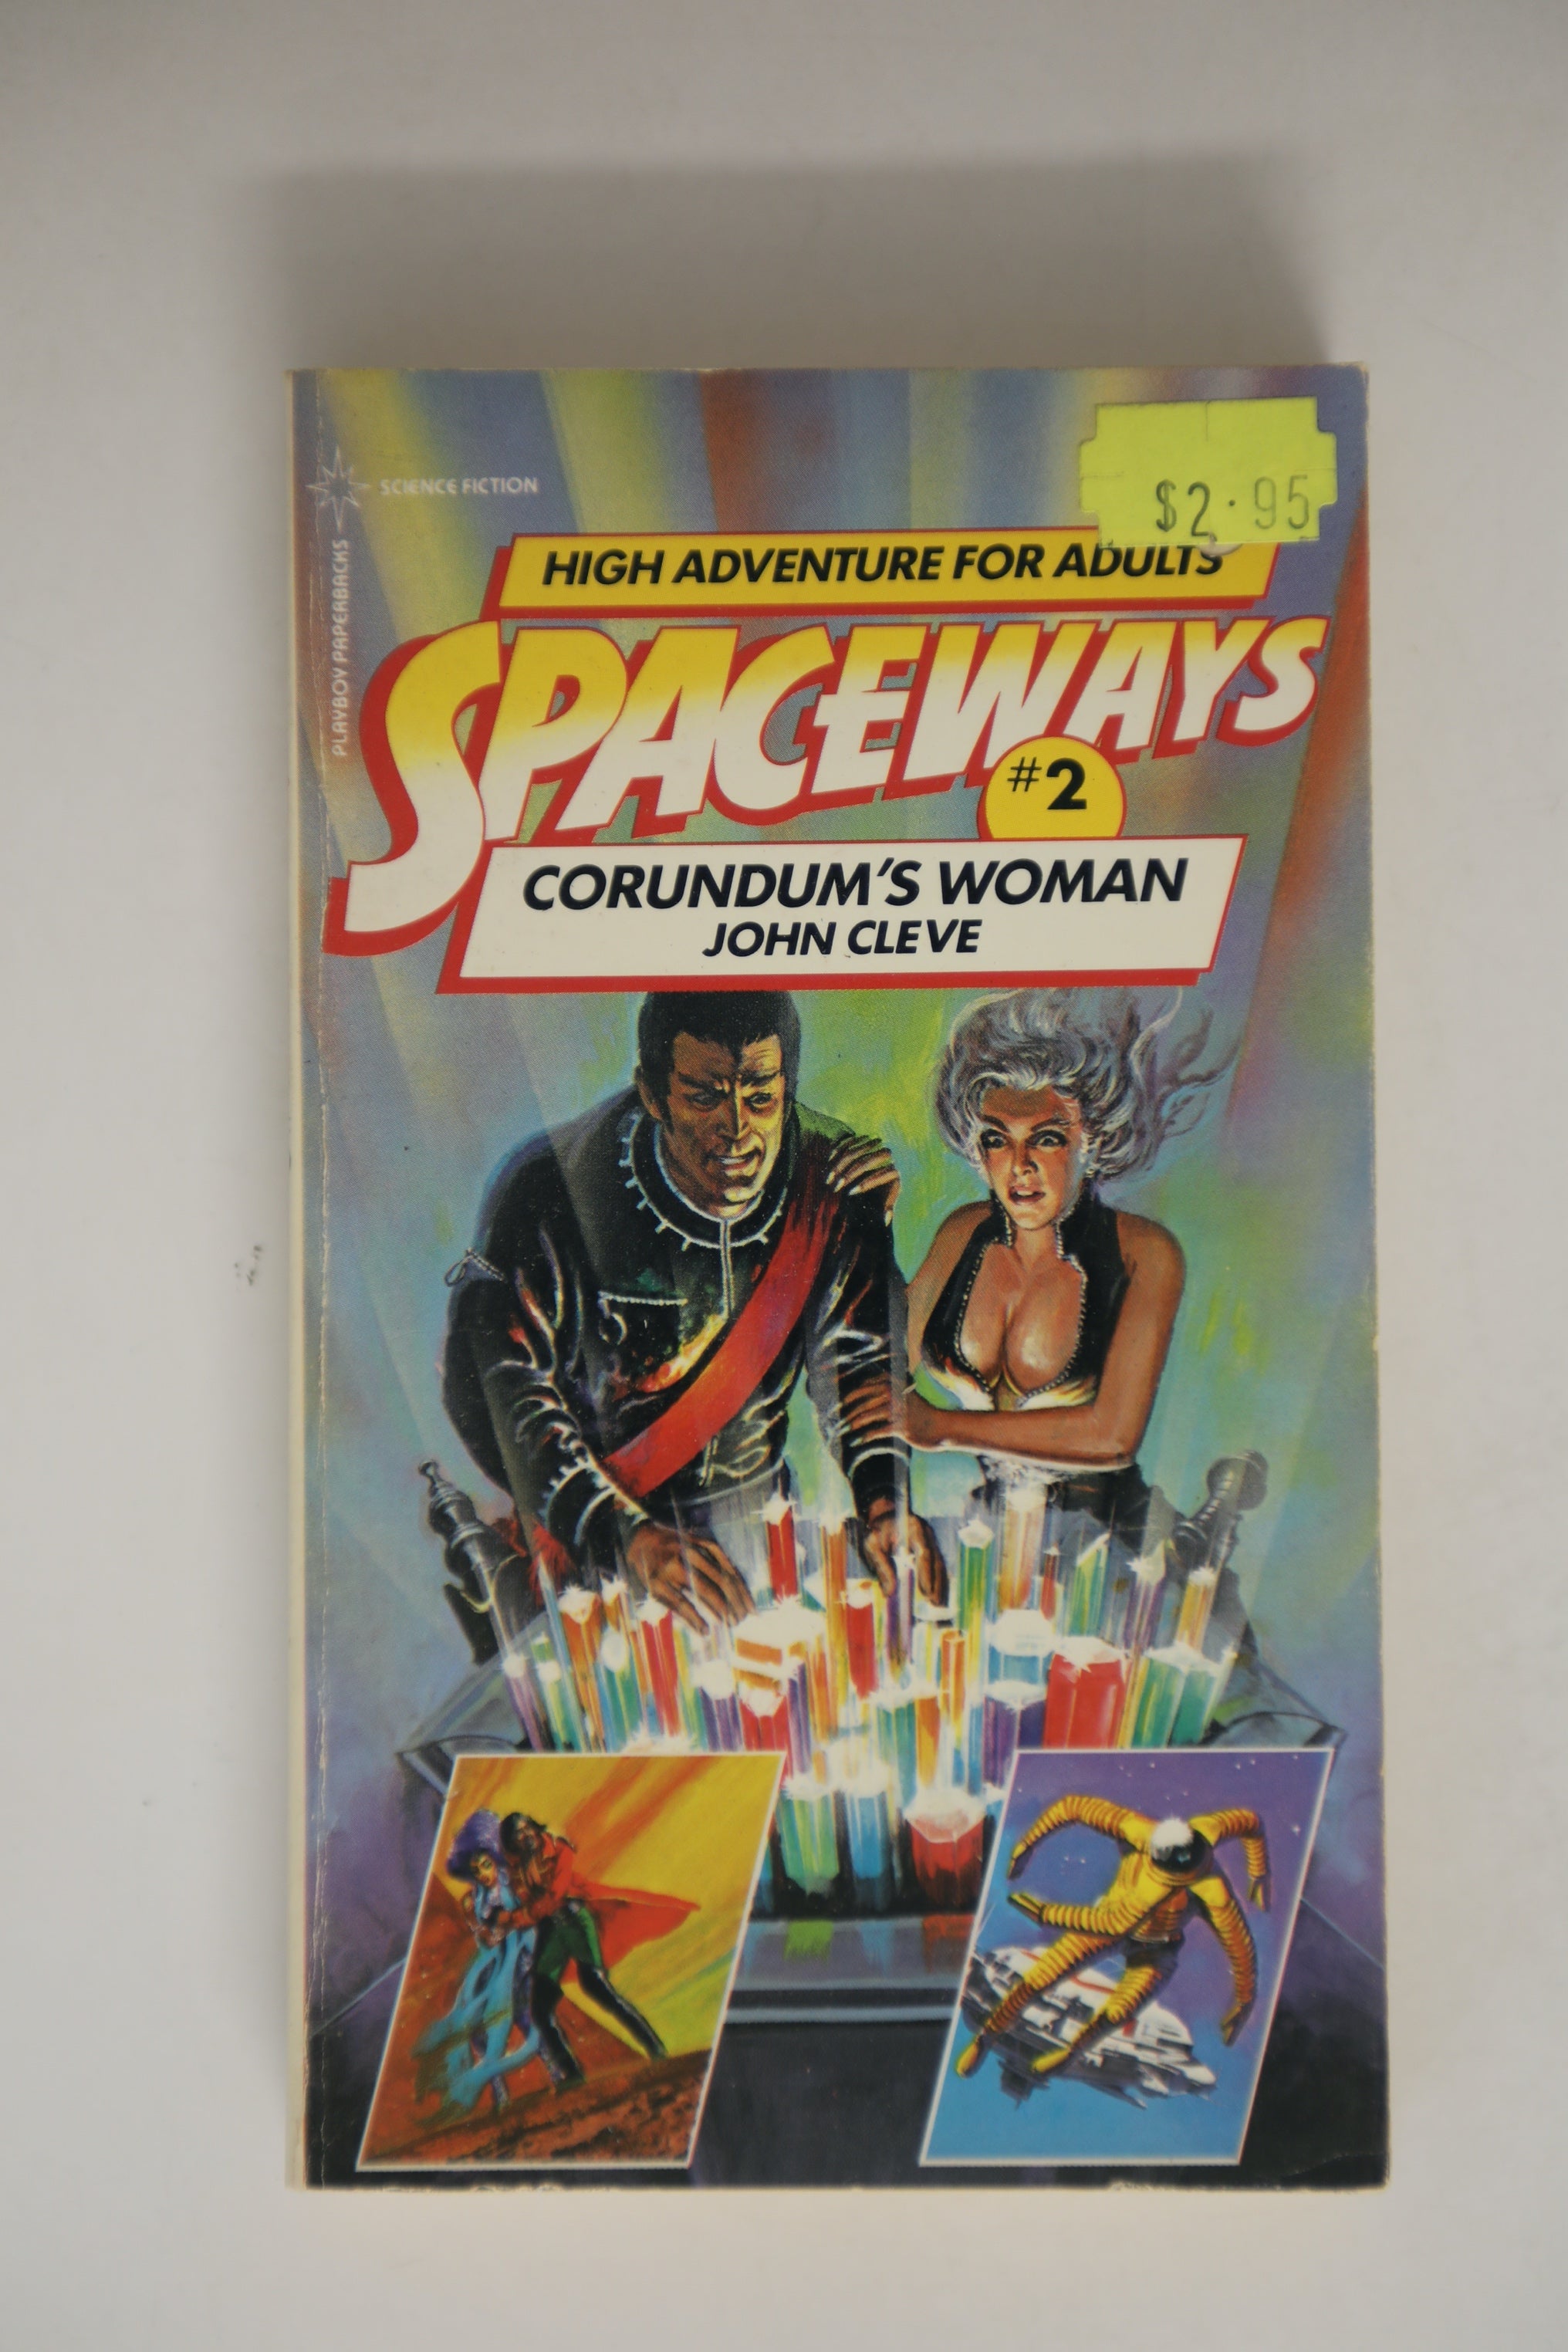 SCIENCE FICTION
PLAYBOY PAPERBACKS
$2.95
HIGH ADVENTURE FOR ADULTS
SPACEWAYS
#2
CORUNDUM'S WOMAN
JOHN CLEVE